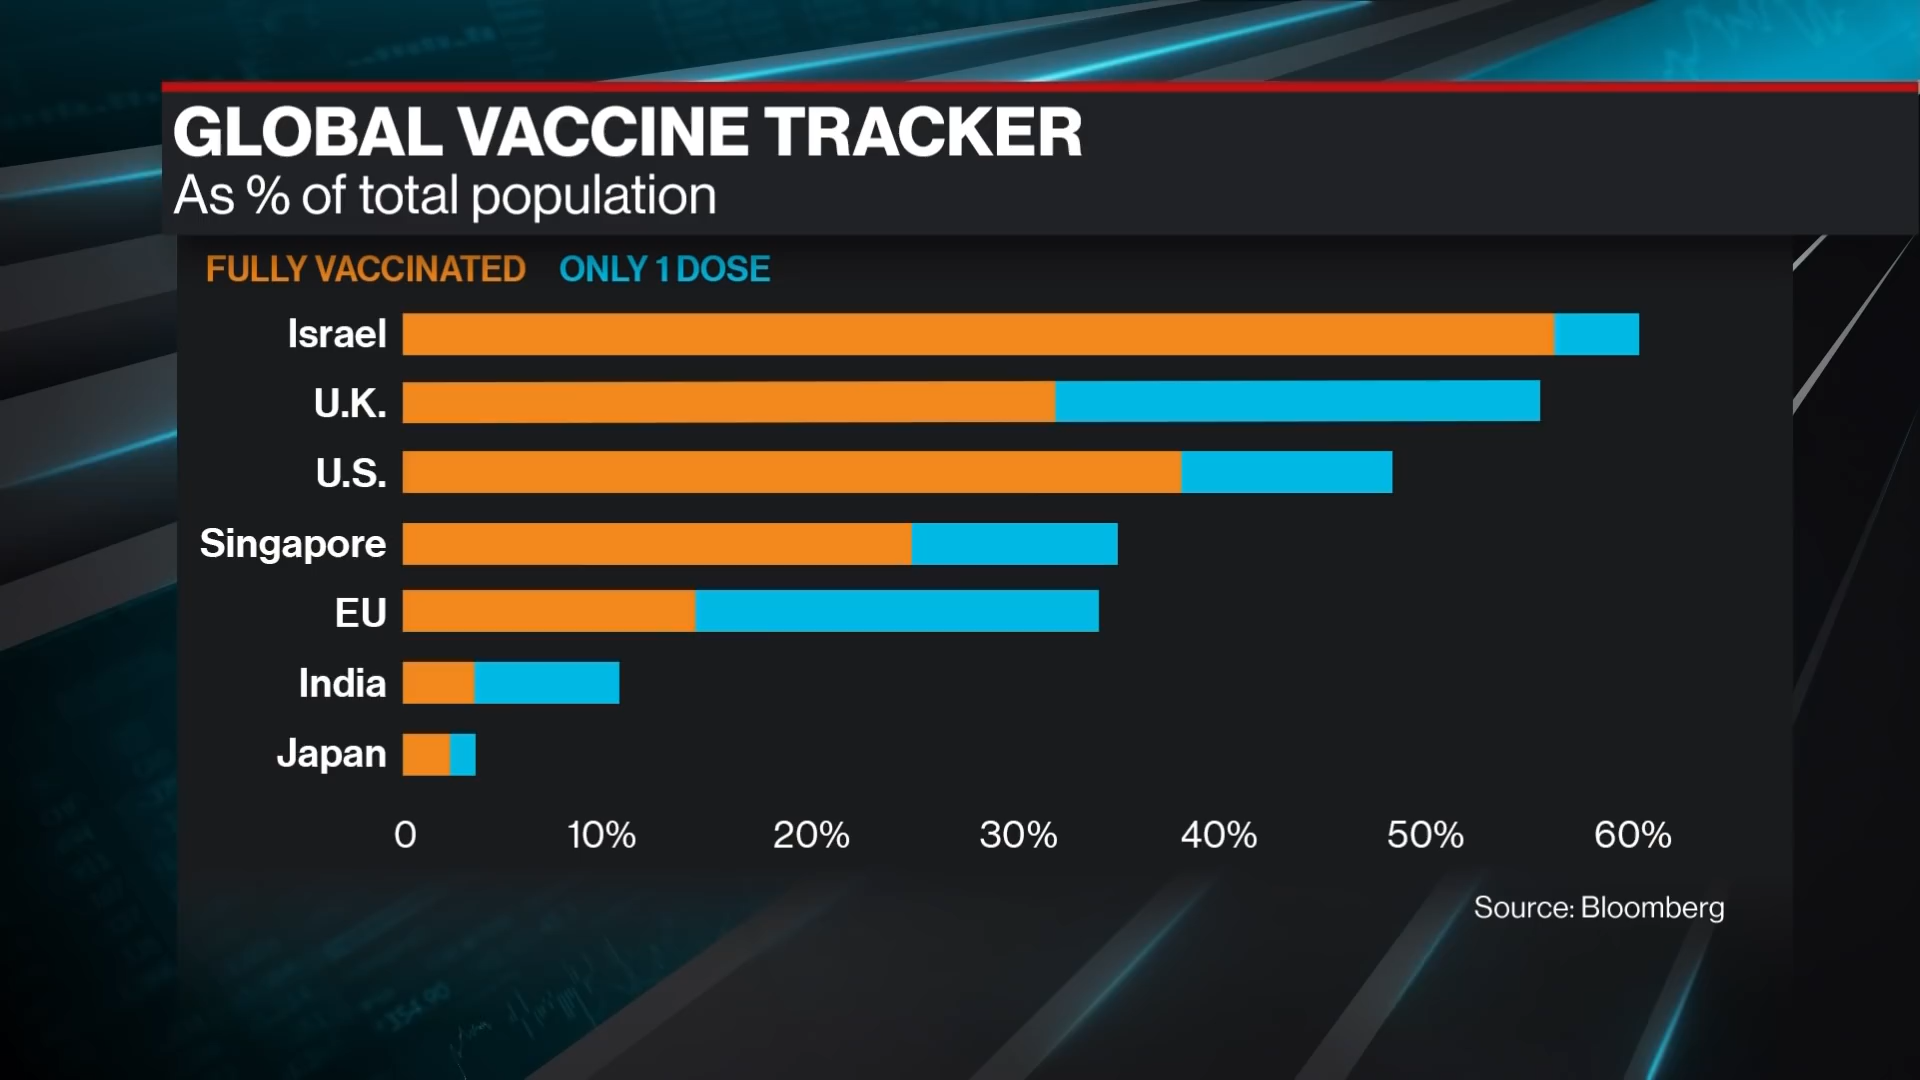 GLOBAL VACCINE TRACKER
As % of total population
FULLY VACCINATED ONLY 1 DOSE
Israel
U.K.
U.S.
Singapore
EU
India
Japan
0 10% 20% 30% 40% 50% 60%
Source: Bloomberg